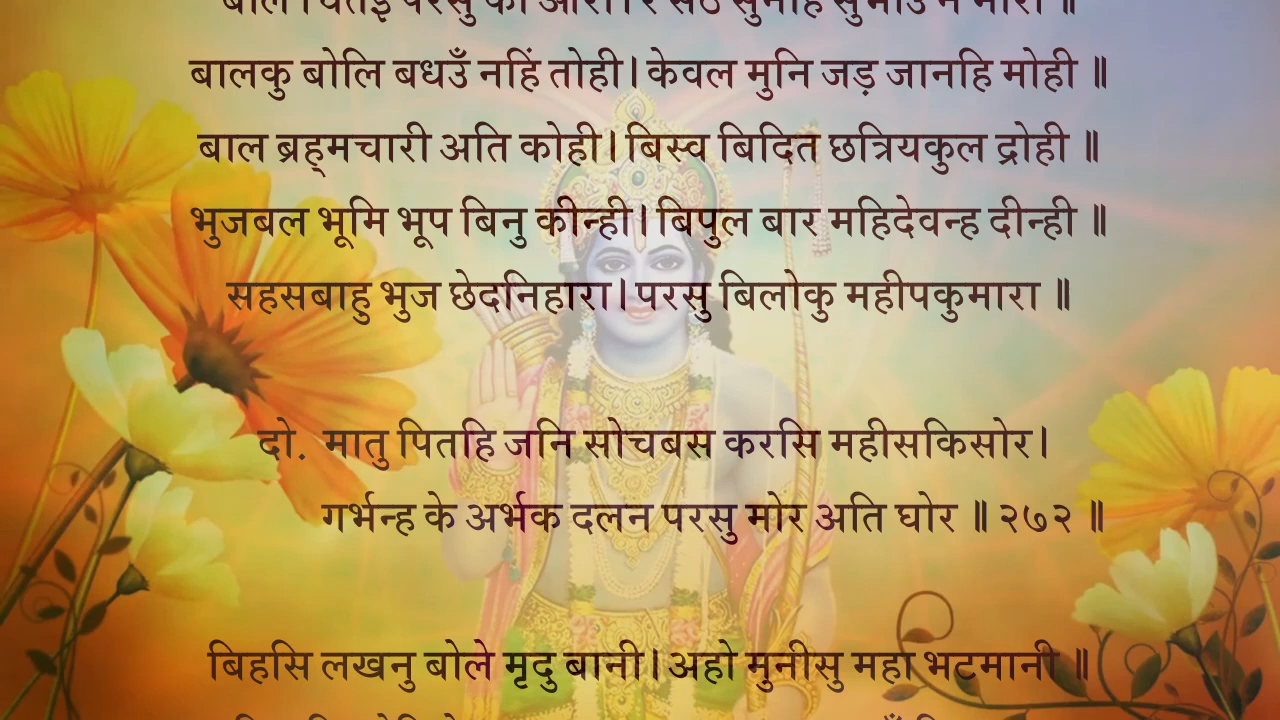 बालकु बोलि बधउँ नहिं तोही। केवल मुनि जड़ जानहि मोही ॥
बाल ब्रह्मचारी अति कोही। बिस्व बिदित छत्रियकुल द्रोही ॥
भुजबल भूमि भूप बिनु कीन्ही। बिपुल बार महिदेवन्ह दीन्ही ॥
सहसबाहु भुज छेदनिहारा। परसु बिलोकु महीपकुमारा ॥
दो. मातु पितहि जनि सोचबस करसि महीसकिसोर।
गर्भन्ह के अर्भक दलन परसु मोर अति घोर ॥ २७२ ॥
बिहसि लखनु बोले मृदु बानी। अहो मुनीसु महा भटमानी ॥